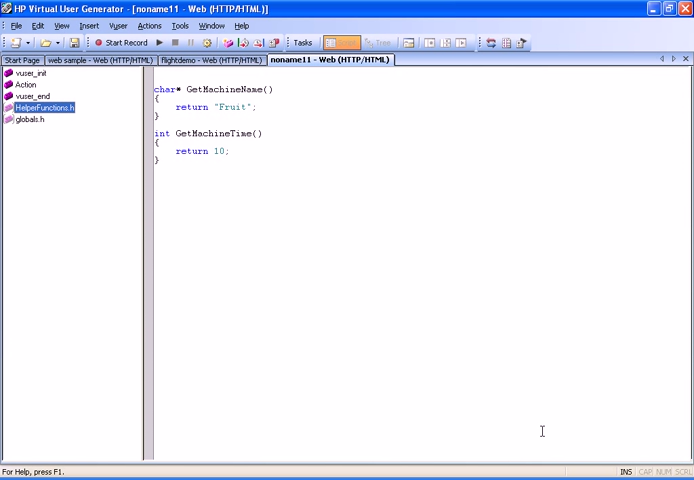 HP Virtual User Generator - [noname11 - Web (HTTP/HTML)]
File Edit View Insert Vuser Actions Tools Window Help
Start Record Tasks Tree
Start Page web sample - Web (HTTP/HTML) flightdemo - Web (HTTP/HTML) noname11 - Web (HTTP/HTML)
vuser_init
Action
vuser_end
HelperFunctions.h
globals.h
char* GetMachineName()
{
return "Fruit";
}
int GetMachineTime()
{
return 10;
}
For Help, press F1.
INS CAP NUM SCRL